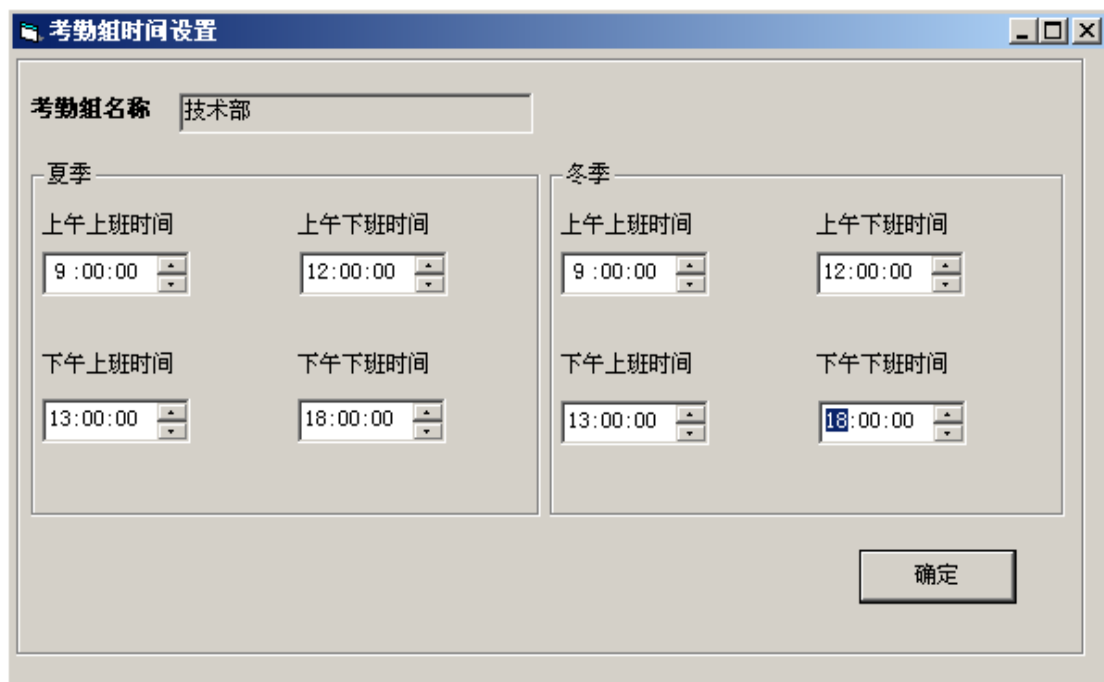 考勤组时间设置
考勤组名称 技术部
夏季
上午上班时间 上午下班时间
9 :00:00 12:00:00
下午上班时间 下午下班时间
13:00:00 18:00:00
冬季
上午上班时间 上午下班时间
9 :00:00 12:00:00
下午上班时间 下午下班时间
13:00:00 18:00:00
确定